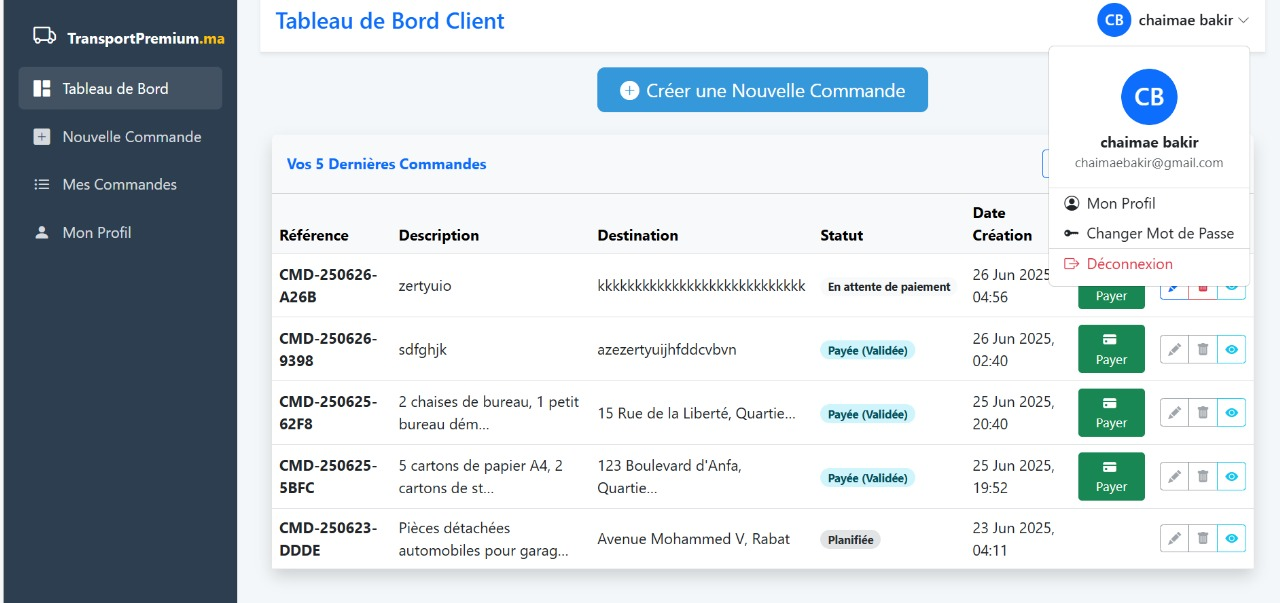 TransportPremium.ma
Tableau de Bord
Nouvelle Commande
Mes Commandes
Mon Profil
Tableau de Bord Client
CB chaimae bakir
CB
chaimae bakir
chaimaebakir@gmail.com
Mon Profil
Changer Mot de Passe
Déconnexion
Créer une Nouvelle Commande
Vos 5 Dernières Commandes
Référence Description Destination Statut Date
Création
CMD-250626-
A26B
zertyuio
kkkkkkkkkkkkkkkkkkkkkkkkkkkk
En attente de paiement
26 Jun 2025
04:56
Payer
CMD-250626-
9398
sdfghjk
azezertyuijhfddcvbvn
Payée (Validée)
26 Jun 2025,
02:40
Payer
CMD-250625-
62F8
2 chaises de bureau, 1 petit
bureau dém...
15 Rue de la Liberté, Quartie...
Payée (Validée)
25 Jun 2025,
20:40
Payer
CMD-250625-
5BFC
5 cartons de papier A4, 2
cartons de st...
123 Boulevard d'Anfa,
Quartie...
Payée (Validée)
25 Jun 2025,
19:52
Payer
CMD-250623-
DDDE
Pièces détachées
automobiles pour garag...
Avenue Mohammed V, Rabat
Planifiée
23 Jun 2025,
04:11